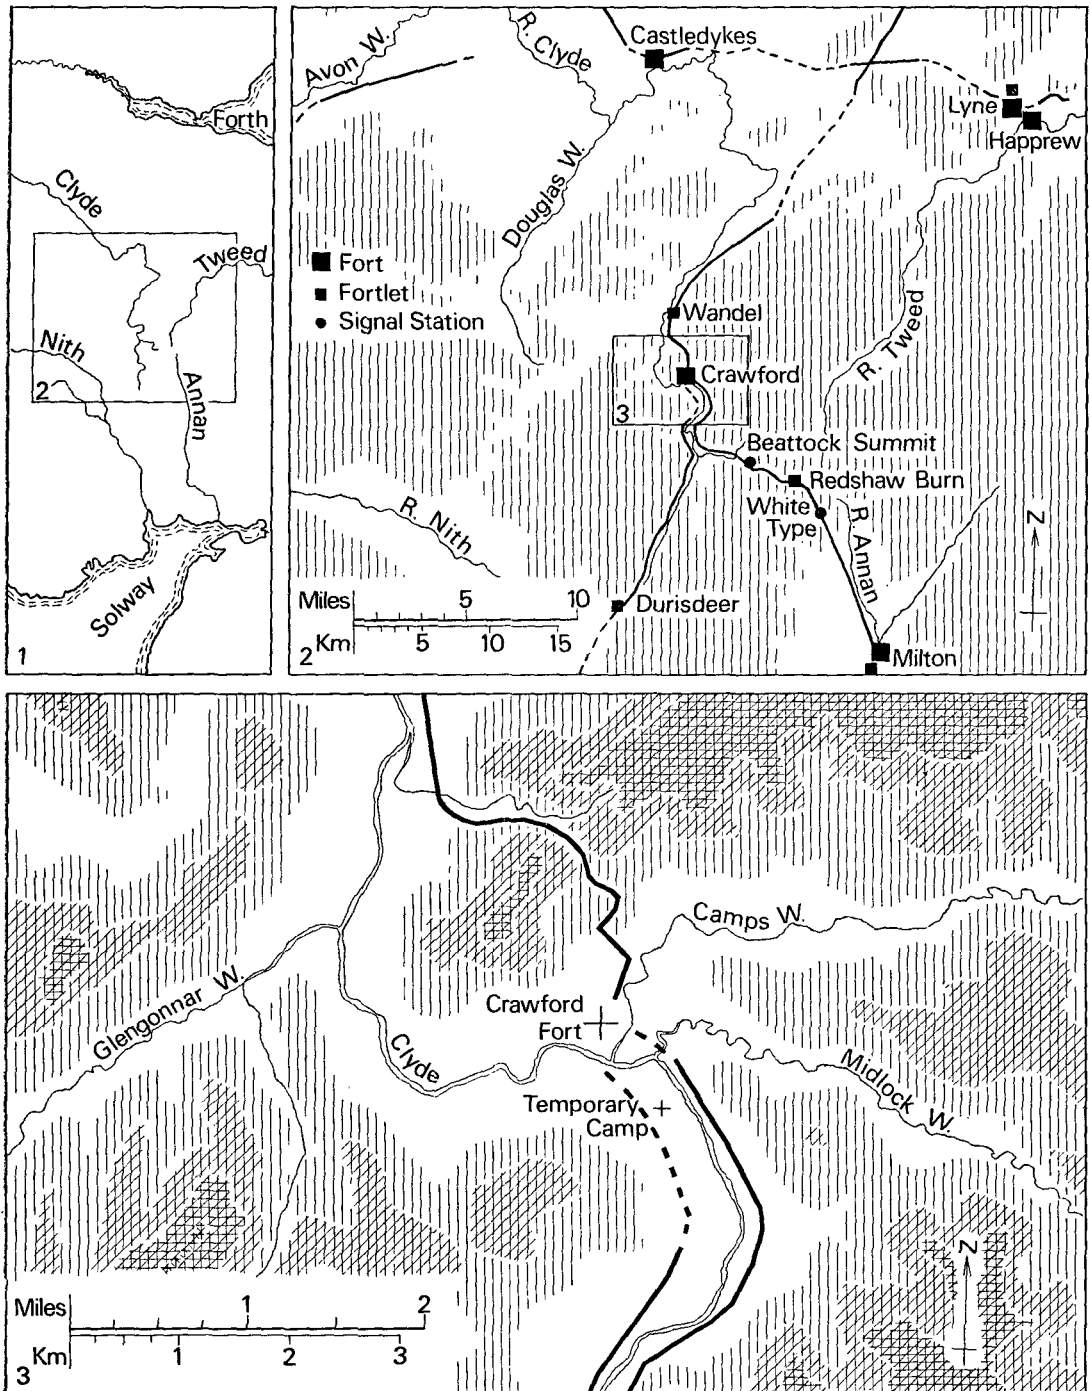 Forth
Clyde
Tweed
Nith
2
Annan
Solway
1
Avon W.
R. Clyde
Castledykes
Lyne
Happrew
Douglas W.
Fort
Fortlet
Signal Station
Wandel
R. Tweed
Crawford
3
Beattock Summit
Redshaw Burn
White
Type
R. Annan
R. Nith
N
Miles 5 10
Km 5 10 15
Durisdeer
2
Milton
Camps W.
Crawford
Fort
Glengonnar W.
Clyde
Midlock W.
Temporary
Camp
N
Miles 1 2
Km 1 2 3
3